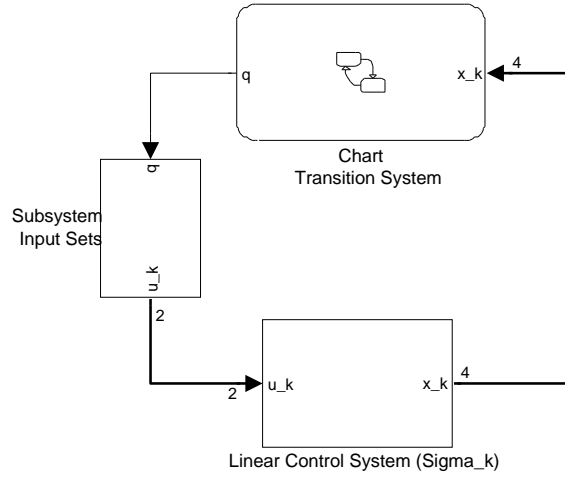 q
x_k
4
Chart
Transition System
q
Subsystem
Input Sets
u_k
2
2
u_k
x_k
4
Linear Control System (Sigma_k)